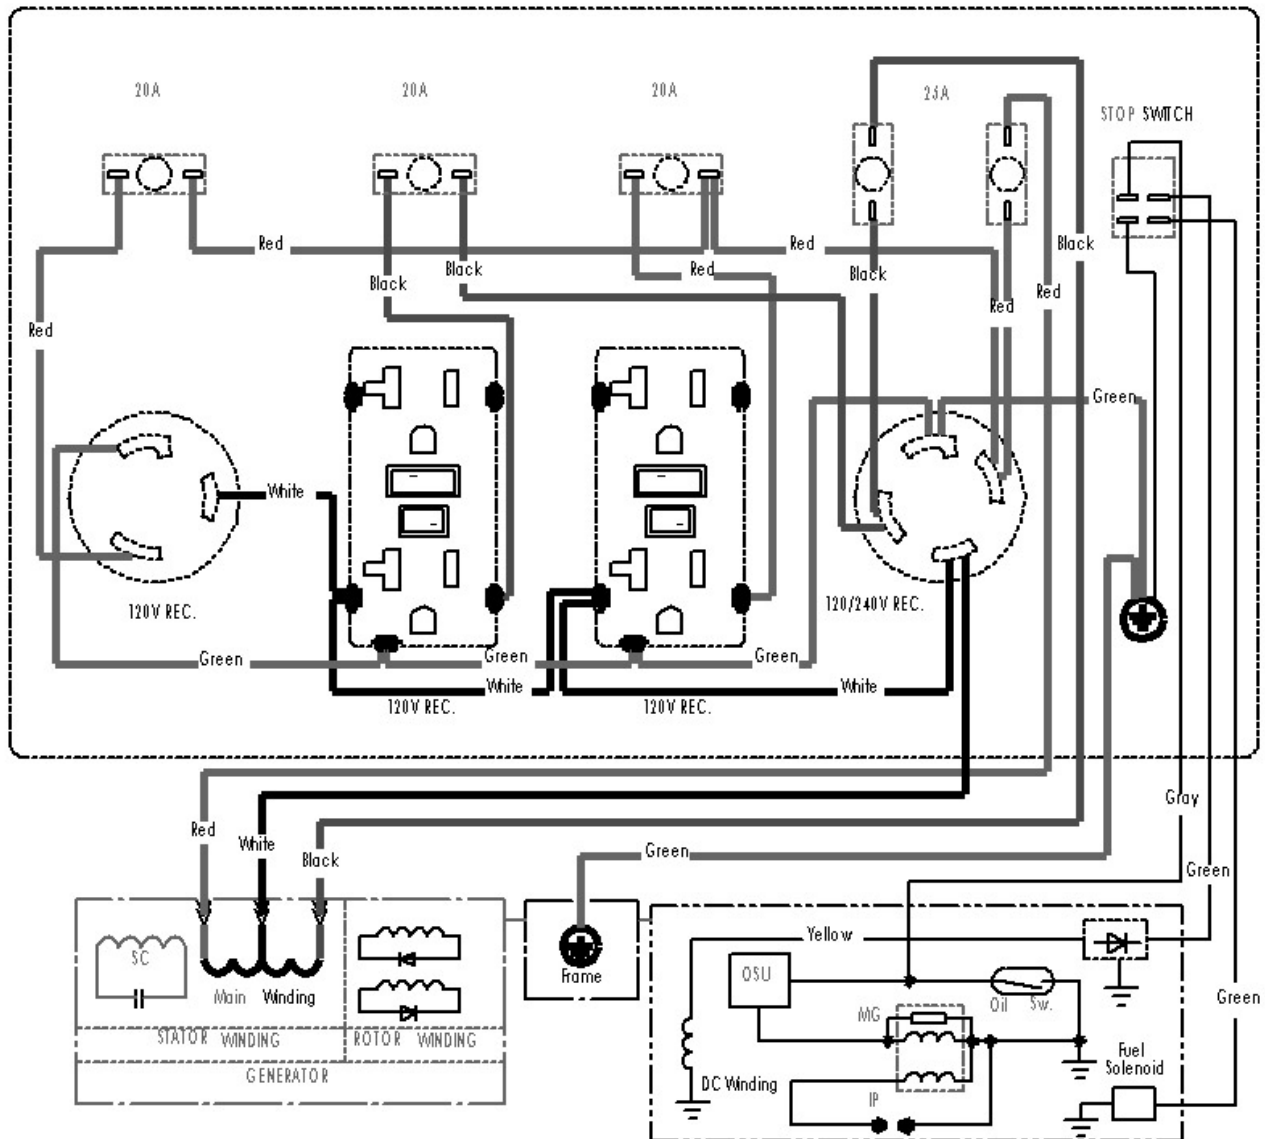 20A
20A
20A
25A
STOP SWITCH
Red
Red
Black
Black
Red
Black
Black
Red
Red
Red
Green
White
120V REC.
120/240V REC.
Green
Green
Green
White
White
120V REC.
120V REC.
Gray
Red
White
Black
Green
Green
Yellow
SC
OSU
Frame
Main Winding
Oil Sw.
Green
MG
STATOR WINDING
ROTOR WINDING
Fuel
Solenoid
GENERATOR
DC Winding
IP